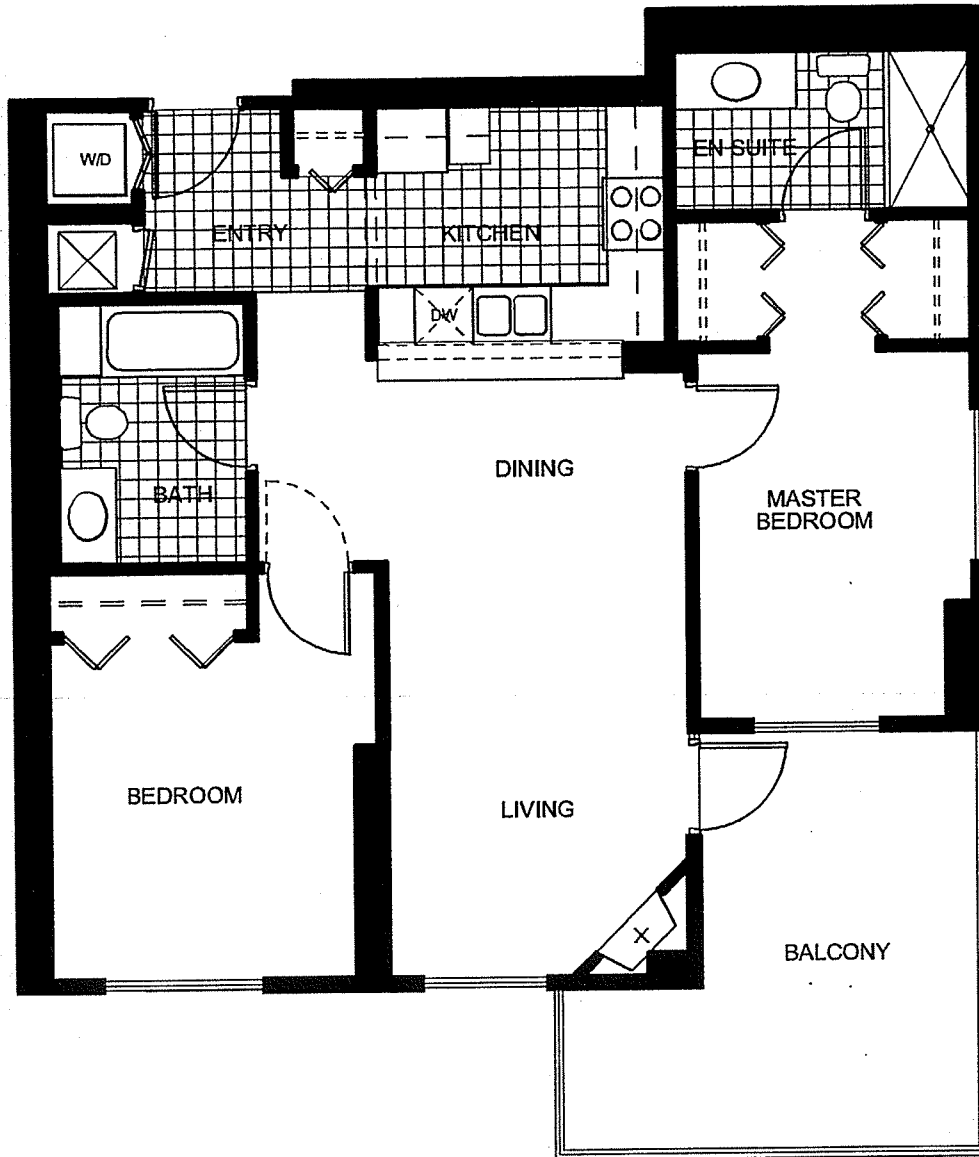 W/D
EN SUITE
ENTRY
KITCHEN
DW
DINING
BATH
MASTER
BEDROOM
BEDROOM
LIVING
X
BALCONY